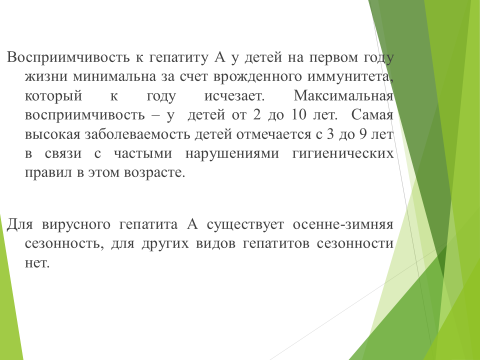 Восприимчивость к гепатиту А у детей на первом году
жизни минимальна за счет врожденного иммунитета,
который к году исчезает. Максимальная
восприимчивость – у детей от 2 до 10 лет. Самая
высокая заболеваемость детей отмечается с 3 до 9 лет
в связи с частыми нарушениями гигиенических
правил в этом возрасте.
Для вирусного гепатита А существует осенне-зимняя
сезонность, для других видов гепатитов сезонности
нет.